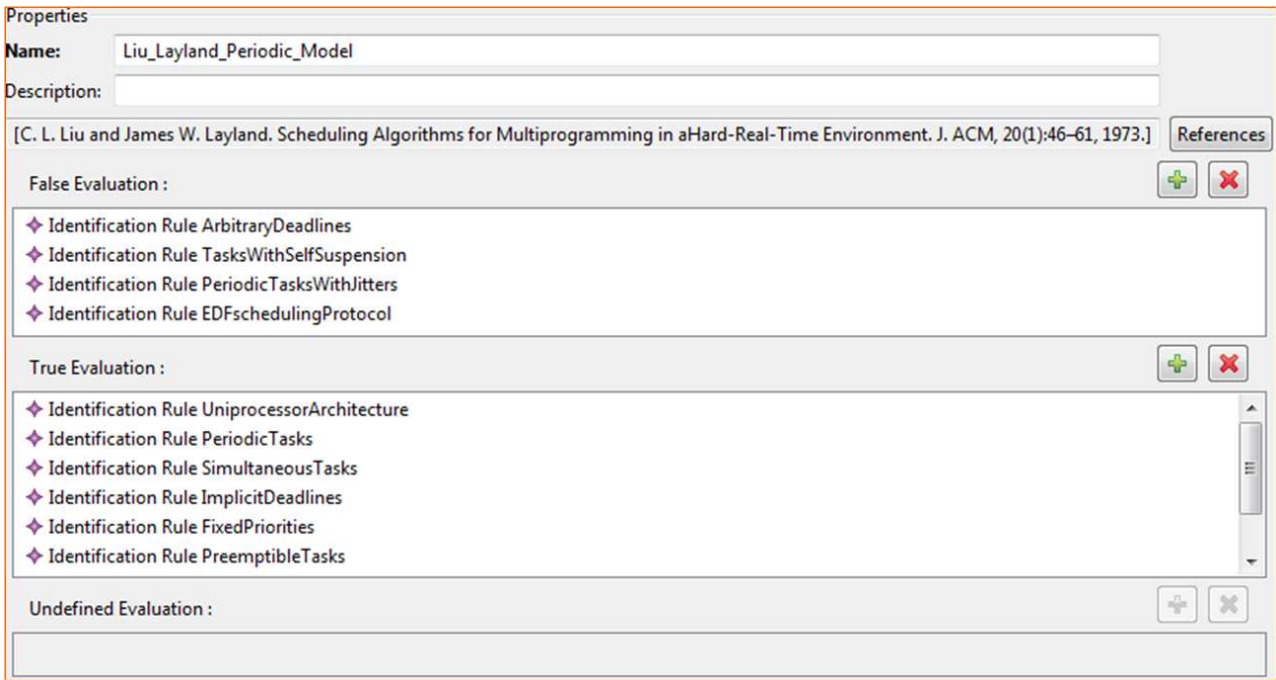 Properties
Name: Liu_Layland_Periodic_Model
Description:
[C. L. Liu and James W. Layland. Scheduling Algorithms for Multiprogramming in aHard-Real-Time Environment. J. ACM, 20(1):46–61, 1973.] References
False Evaluation :
Identification Rule ArbitraryDeadlines
Identification Rule TasksWithSelfSuspension
Identification Rule PeriodicTasksWithJitters
Identification Rule EDFschedulingProtocol
True Evaluation :
Identification Rule UniprocessorArchitecture
Identification Rule PeriodicTasks
Identification Rule SimultaneousTasks
Identification Rule ImplicitDeadlines
Identification Rule FixedPriorities
Identification Rule PreemptibleTasks
Undefined Evaluation :